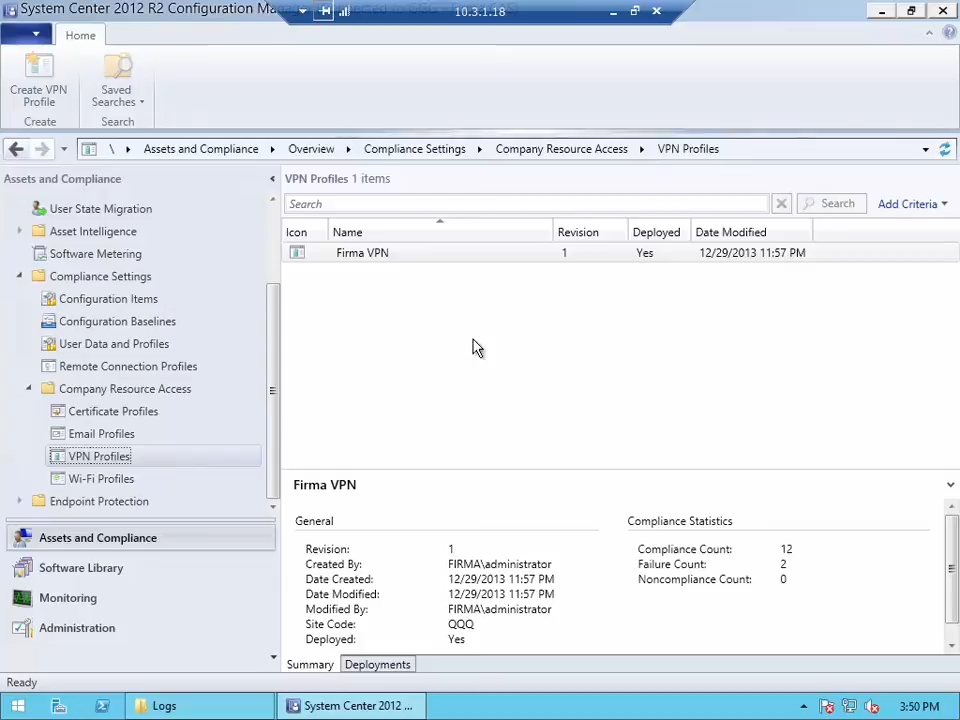 System Center 2012 R2 Configuration Mana
10.3.1.18
Home
Create VPN
Profile
Saved
Searches
Create
Search
\ Assets and Compliance Overview Compliance Settings Company Resource Access VPN Profiles
Assets and Compliance
User State Migration
Asset Intelligence
Software Metering
Compliance Settings
Configuration Items
Configuration Baselines
User Data and Profiles
Remote Connection Profiles
Company Resource Access
Certificate Profiles
Email Profiles
VPN Profiles
Wi-Fi Profiles
Endpoint Protection
Assets and Compliance
Software Library
Monitoring
Administration
VPN Profiles 1 items
Search
Search
Add Criteria
Icon Name Revision Deployed Date Modified
Firma VPN 1 Yes 12/29/2013 11:57 PM
Firma VPN
General
Revision: 1
Created By: FIRMA\administrator
Date Created: 12/29/2013 11:57 PM
Date Modified: 12/29/2013 11:57 PM
Modified By: FIRMA\administrator
Site Code: QQQ
Deployed: Yes
Compliance Statistics
Compliance Count: 12
Failure Count: 2
Noncompliance Count: 0
Summary Deployments
Ready
Logs
System Center 2012 ...
3:50 PM